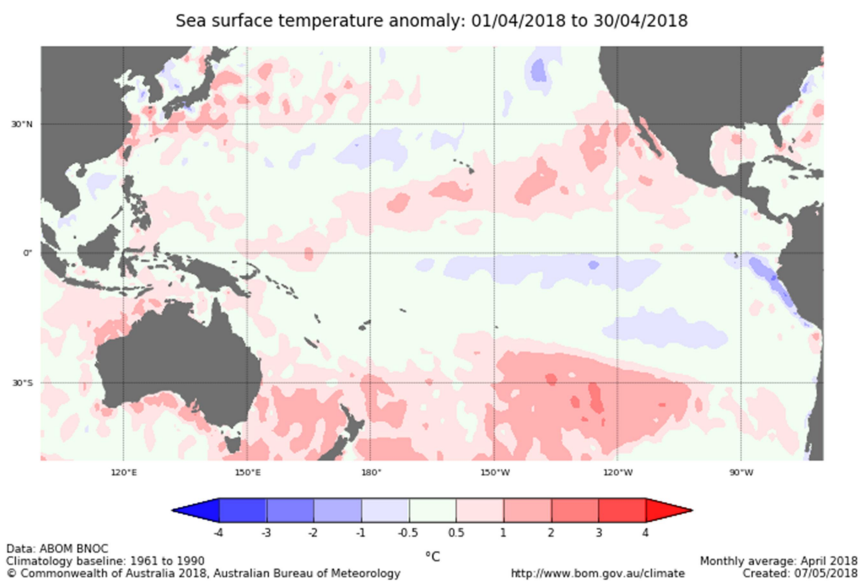 Sea surface temperature anomaly: 01/04/2018 to 30/04/2018
30°N
0°
30°S
120°E 150°E 180° 150°W 120°W 90°W
-4 -3 -2 -1 -0.5 0.5 1 2 3 4
°C
Data: ABOM BNOC
Climatology baseline: 1961 to 1990
© Commonwealth of Australia 2018, Australian Bureau of Meteorology
http://www.bom.gov.au/climate
Monthly average: April 2018
Created: 07/05/2018